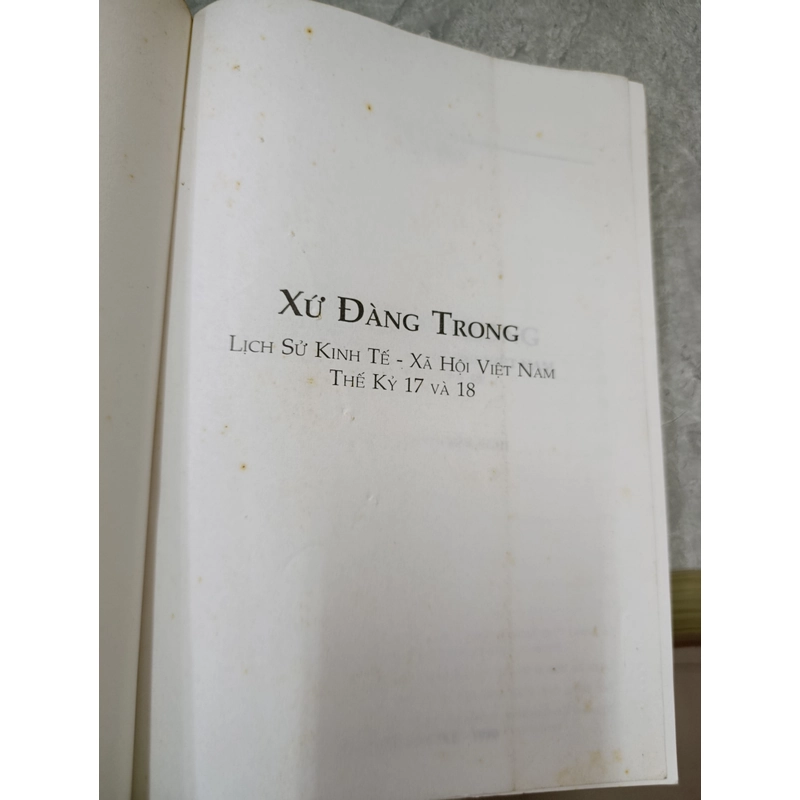 XỨ ĐÀNG TRONG
LỊCH SỬ KINH TẾ - XÃ HỘI VIỆT NAM
THẾ KỶ 17 VÀ 18